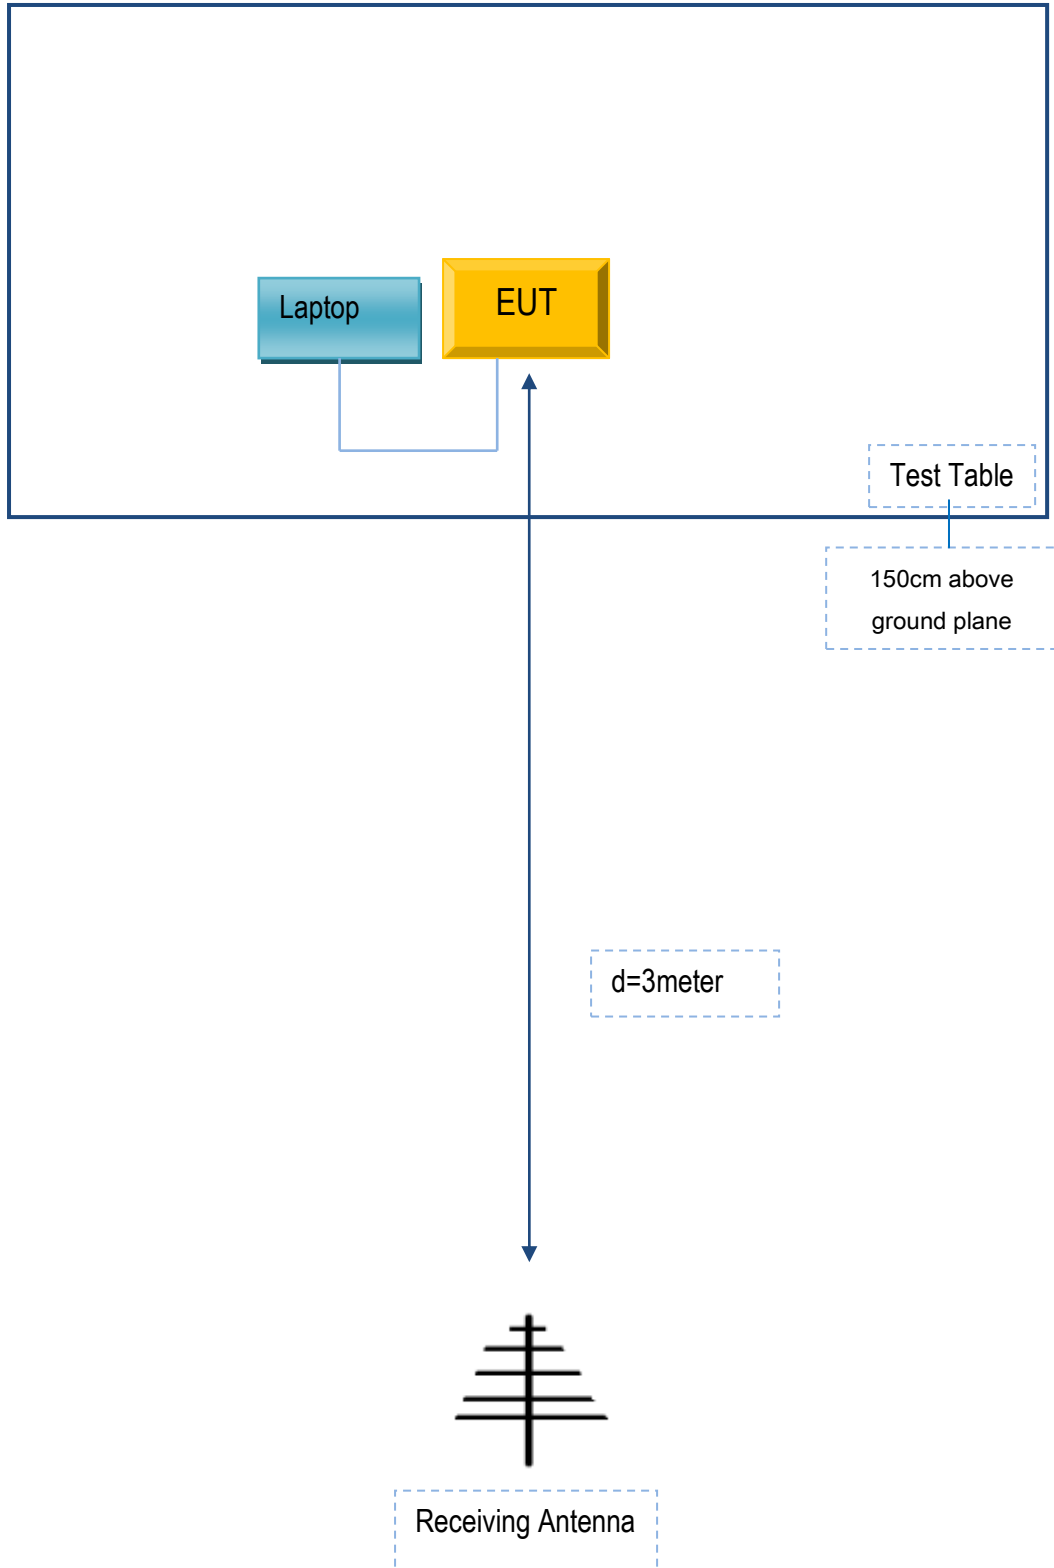 Laptop
EUT
Test Table
150cm above
ground plane
d=3meter
Receiving Antenna